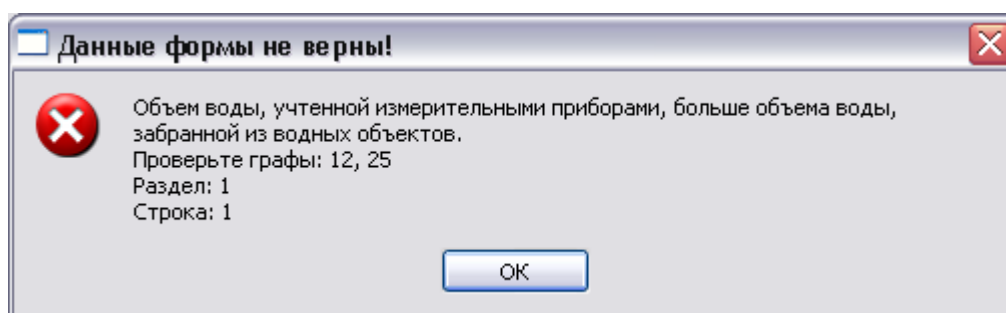 Данные формы не верны!
Объем воды, учтенной измерительными приборами, больше объема воды,
забранной из водных объектов.
Проверьте графы: 12, 25
Раздел: 1
Строка: 1
ОК